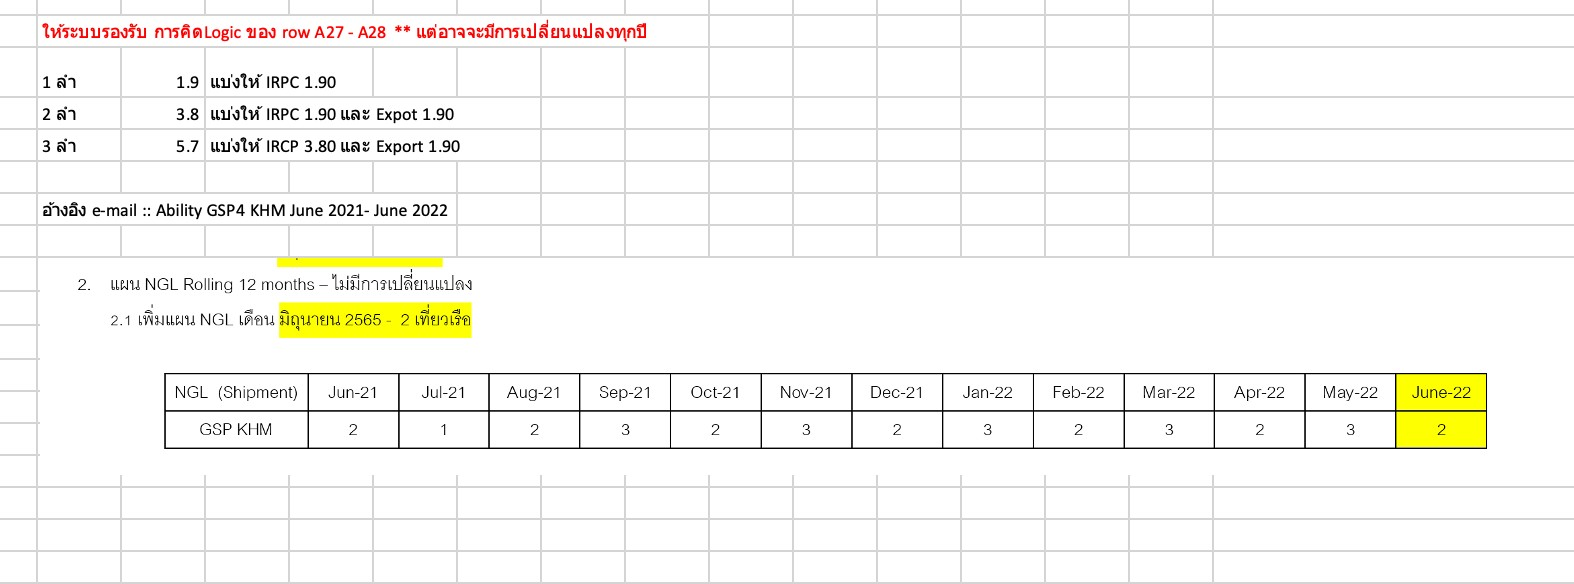 ให้ระบบรองรับ การคิดLogic ของ row A27 - A28 ** แต่อาจจะมีการเปลี่ยนแปลงทุกปี
1 ลำ 1.9 แบ่งให้ IRPC 1.90
2 ลำ 3.8 แบ่งให้ IRPC 1.90 และ Expot 1.90
3 ลำ 5.7 แบ่งให้ IRCP 3.80 และ Export 1.90
อ้างอิง e-mail :: Ability GSP4 KHM June 2021- June 2022
2. แผน NGL Rolling 12 months – ไม่มีการเปลี่ยนแปลง
2.1 เพิ่มแผน NGL เดือน มิถุนายน 2565 - 2 เที่ยวเรือ
NGL (Shipment) Jun-21 Jul-21 Aug-21 Sep-21 Oct-21 Nov-21 Dec-21 Jan-22 Feb-22 Mar-22 Apr-22 May-22 June-22
GSP KHM 2 1 2 3 2 3 2 3 2 3 2 3 2